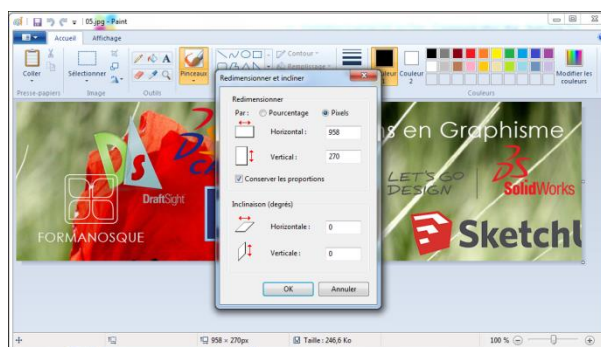 05.jpg - Paint
Accueil Affichage
Coller
Sélectionner
Pinceaux
Contour
Remplissage
Couleur 1
Couleur 2
Modifier les couleurs
Presse-papiers Image Outils Couleurs
Redimensionner et incliner
Redimensionner
Par : Pourcentage Pixels
Horizontal : 958
Vertical : 270
Conserver les proportions
Inclinaison (degrés)
Horizontale : 0
Verticale : 0
OK Annuler
s en Graphisme
DS
DraftSight
FORMANOSQUE
LET'S GO
DESIGN
SolidWorks
SketchU
958 × 270px
Taille : 246,6 Ko
100 %